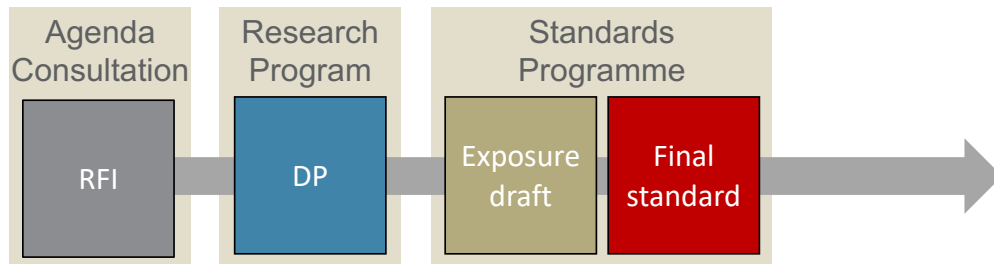 Agenda
Consultation
RFI
Research
Program
DP
Standards
Programme
Exposure
draft
Final
standard